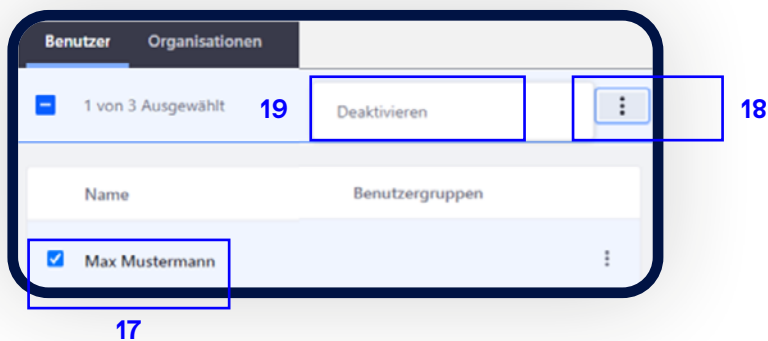 Benutzer Organisationen
1 von 3 Ausgewählt 19 Deaktivieren 18
Name Benutzergruppen
Max Mustermann
17